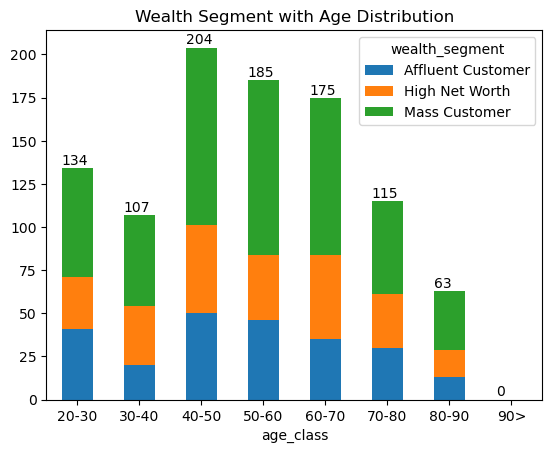 Wealth Segment with Age Distribution
wealth_segment
Affluent Customer
High Net Worth
Mass Customer
200
175
150
125
100
75
50
25
0
134
107
204
185
175
115
63
0
20-30 30-40 40-50 50-60 60-70 70-80 80-90 90>
age_class